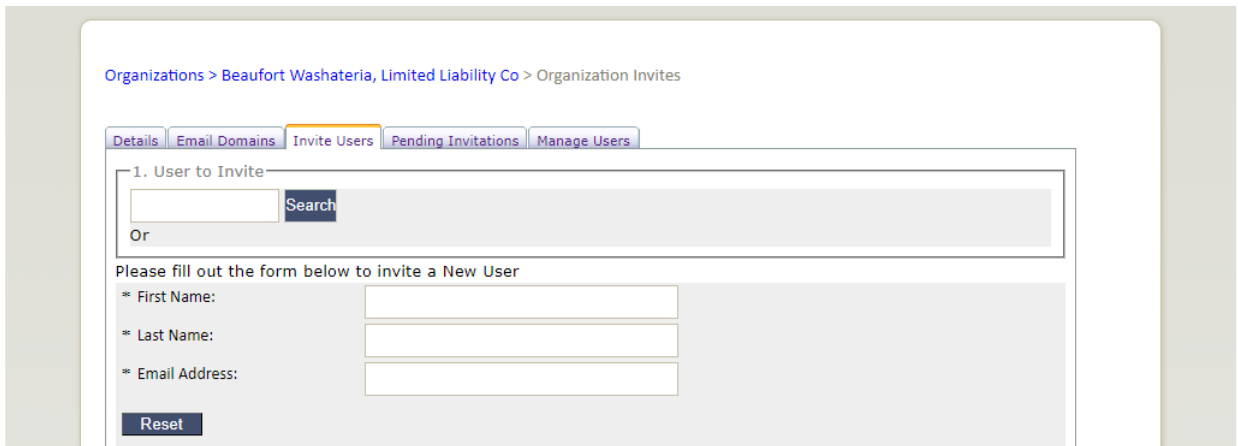 Organizations > Beaufort Washateria, Limited Liability Co > Organization Invites
Details Email Domains Invite Users Pending Invitations Manage Users
1. User to Invite
Search
Or
Please fill out the form below to invite a New User
* First Name:
* Last Name:
* Email Address:
Reset